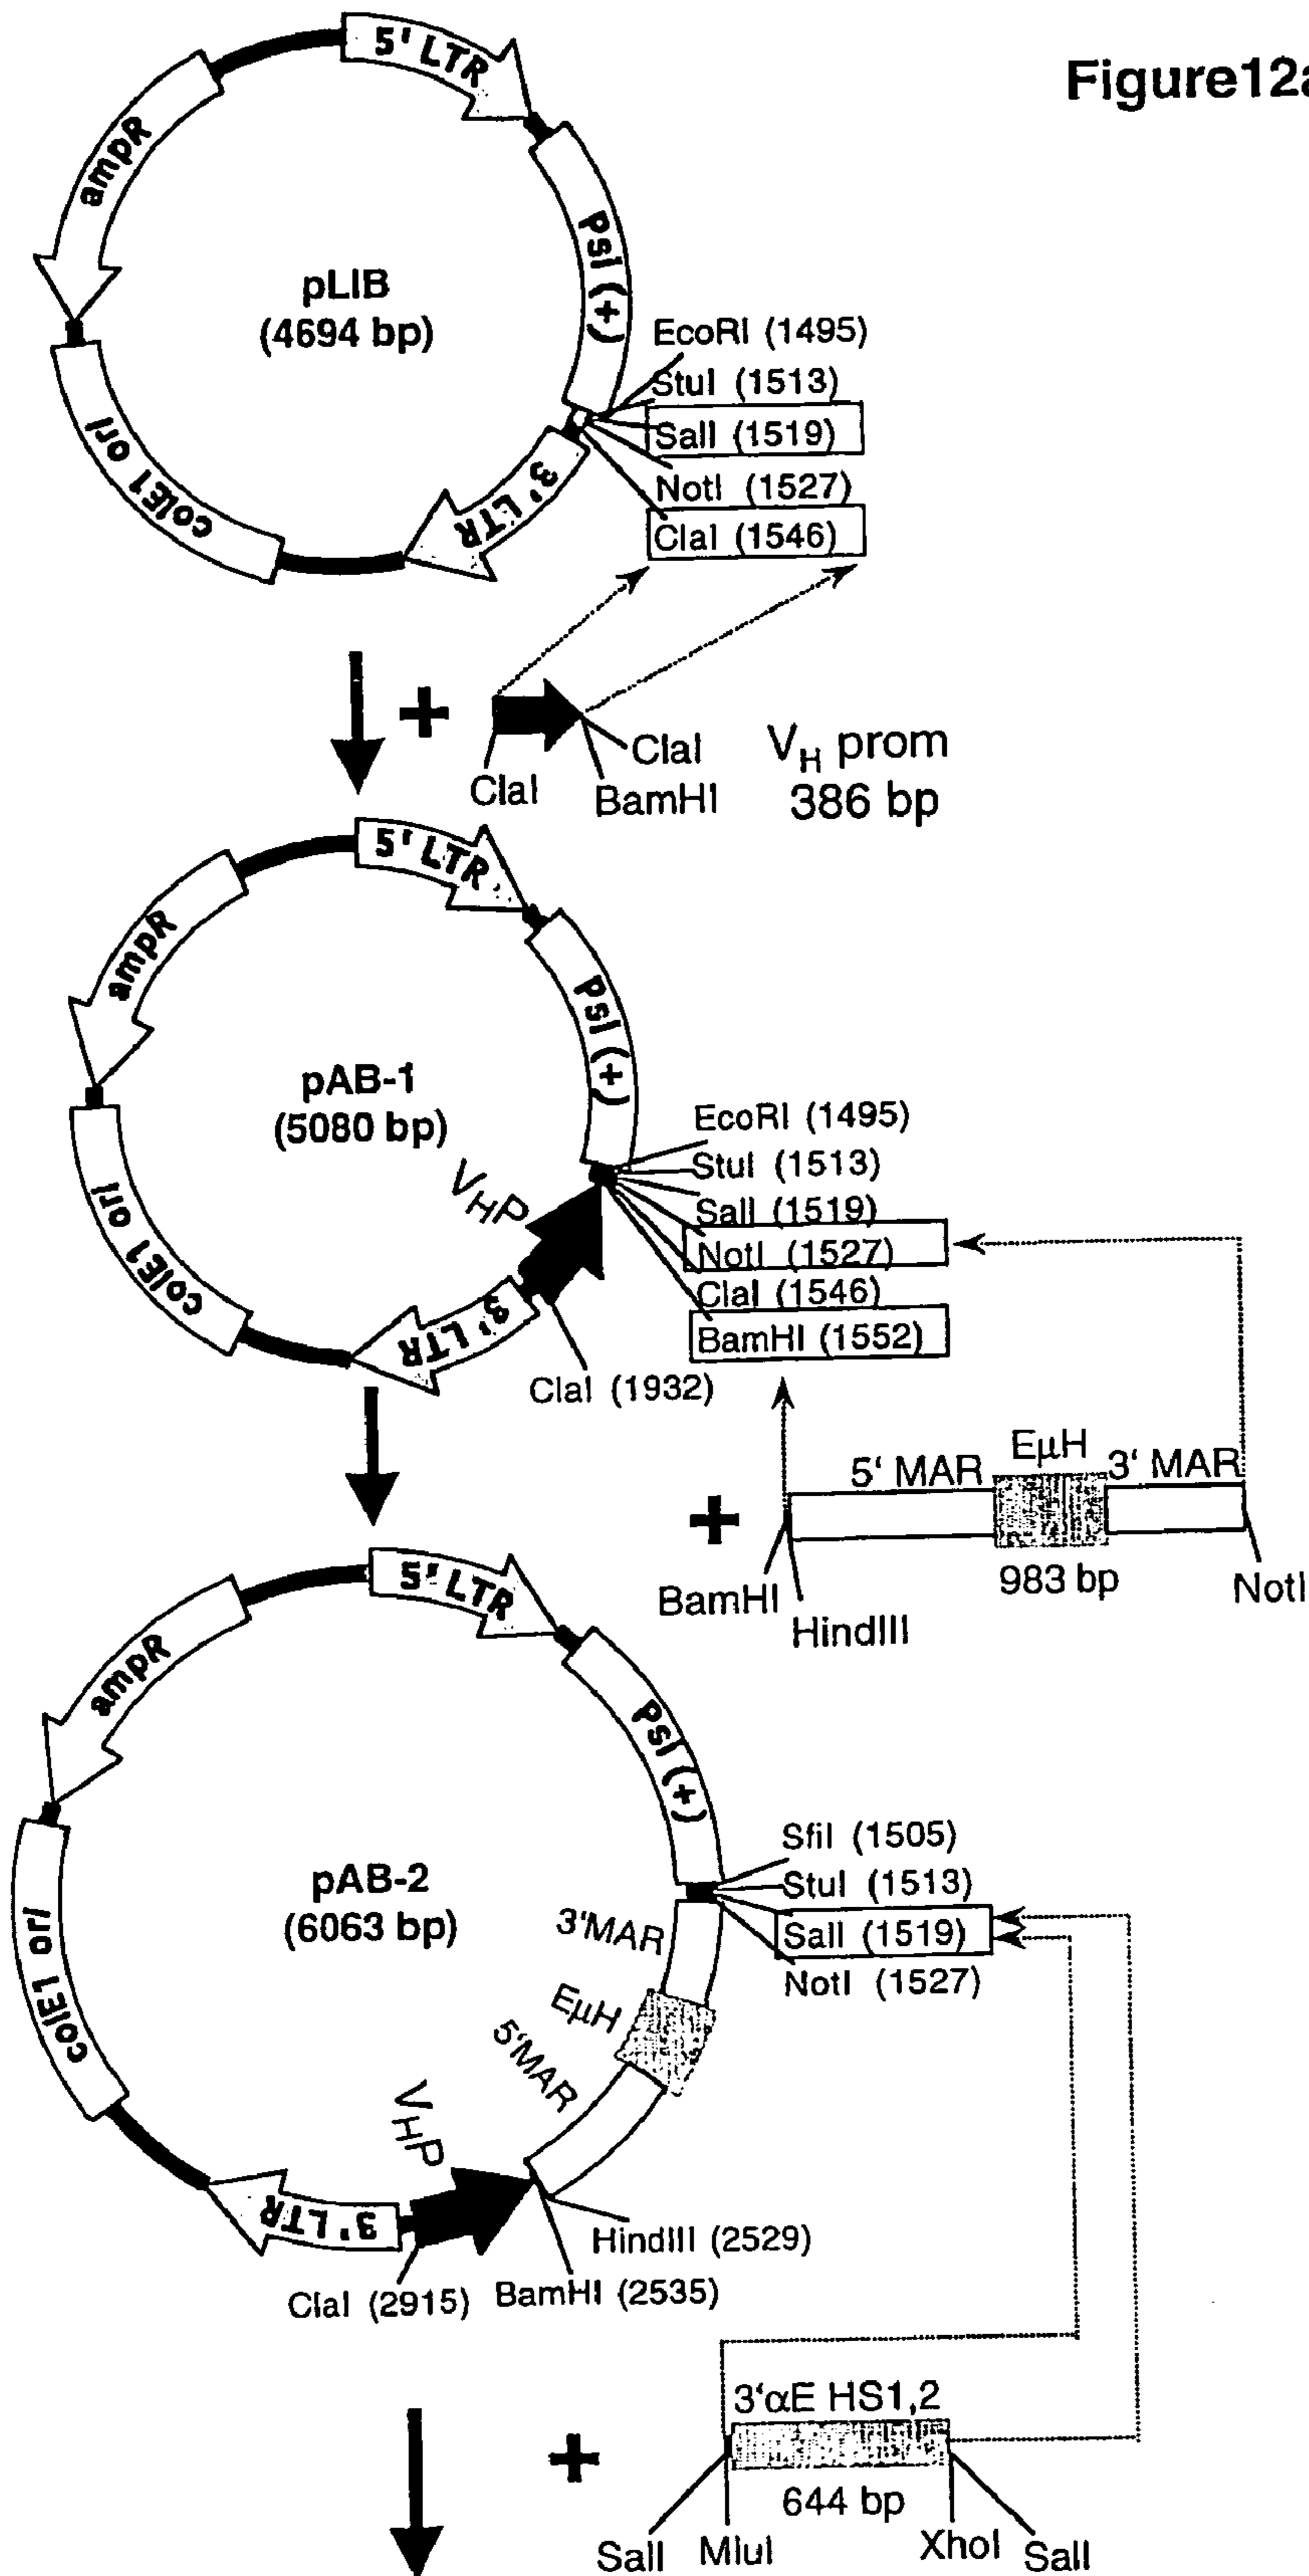 Figure12a
5' LTR
ampR
Psi (+)
pLIB
(4694 bp)
EcoRI (1495)
StuI (1513)
SalI (1519)
NotI (1527)
ClaI (1546)
colE1 ori
3' LTR
+
ClaI
ClaI
BamHI
VH prom
386 bp
5' LTR
ampR
Psi (+)
pAB-1
(5080 bp)
VHP
EcoRI (1495)
StuI (1513)
SalI (1519)
NotI (1527)
ClaI (1546)
BamHI (1552)
colE1 ori
3' LTR
ClaI (1932)
5' MAR
EµH
3' MAR
+
983 bp
BamHI
HindIII
NotI
5' LTR
ampR
Psi (+)
pAB-2
(6063 bp)
SfiI (1505)
StuI (1513)
SalI (1519)
NotI (1527)
3'MAR
EµH
5'MAR
colE1 ori
VHP
3' LTR
HindIII (2529)
BamHI (2535)
ClaI (2915)
3'αE HS1,2
+
644 bp
SalI
MluI
XhoI
SalI